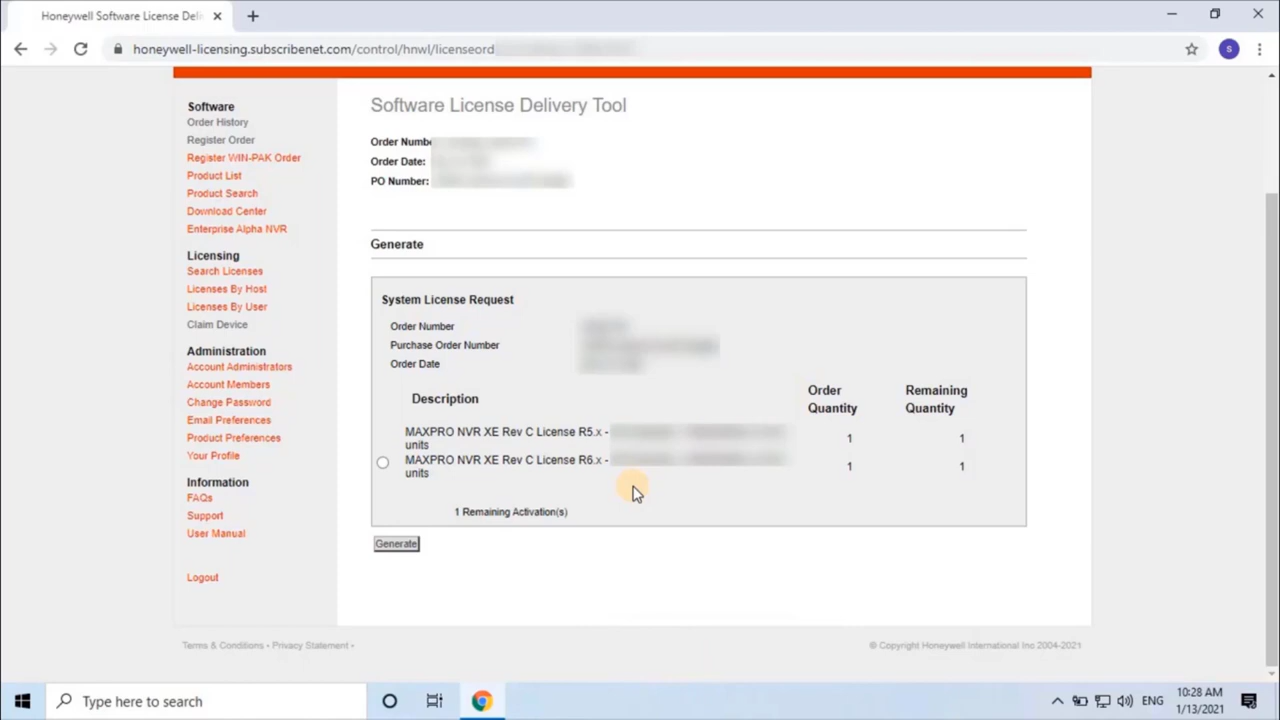 Honeywell Software License Deli
honeywell-licensing.subscribenet.com/control/hnwl/licenseord
S
Software
Order History
Register Order
Register WIN-PAK Order
Product List
Product Search
Download Center
Enterprise Alpha NVR
Licensing
Search Licenses
Licenses By Host
Licenses By User
Claim Device
Administration
Account Administrators
Account Members
Change Password
Email Preferences
Product Preferences
Your Profile
Information
FAQs
Support
User Manual
Logout
Software License Delivery Tool
Order Numbe
Order Date:
PO Number:
Generate
System License Request
Order Number
Purchase Order Number
Order Date
Description Order Quantity Remaining Quantity
MAXPRO NVR XE Rev C License R5.x -
units 1 1
MAXPRO NVR XE Rev C License R6.x -
units 1 1
1 Remaining Activation(s)
Generate
Terms & Conditions • Privacy Statement •
© Copyright Honeywell International Inc 2004-2021
Type here to search
ENG
10:28 AM
1/13/2021